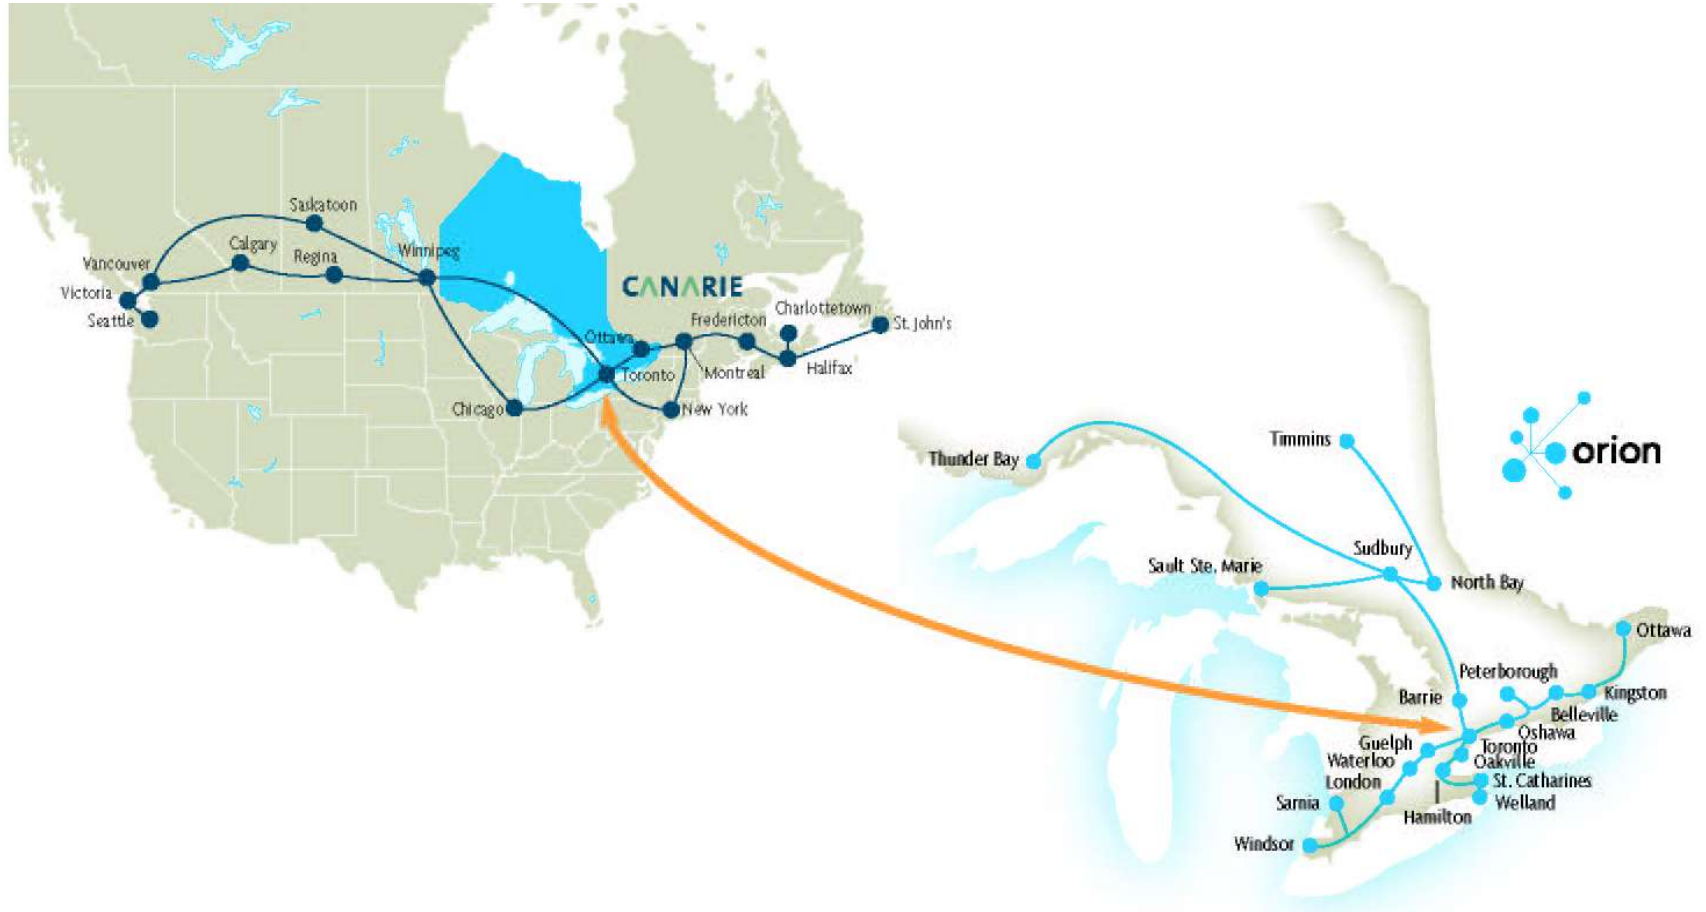 Saskatoon
Calgary
Winnipeg
Regina
Vancouver
Victoria
Seattle
CANARIE
Charlottetown
Fredericton
St. John's
Ottawa
Halifax
Montreal
Toronto
Chicago
New York
orion
Timmins
Thunder Bay
Sudbury
Sault Ste. Marie
North Bay
Ottawa
Peterborough
Kingston
Barrie
Belleville
Oshawa
Guelph
Toronto
Waterloo
Oakville
London
St. Catharines
Sarnia
Welland
Hamilton
Windsor